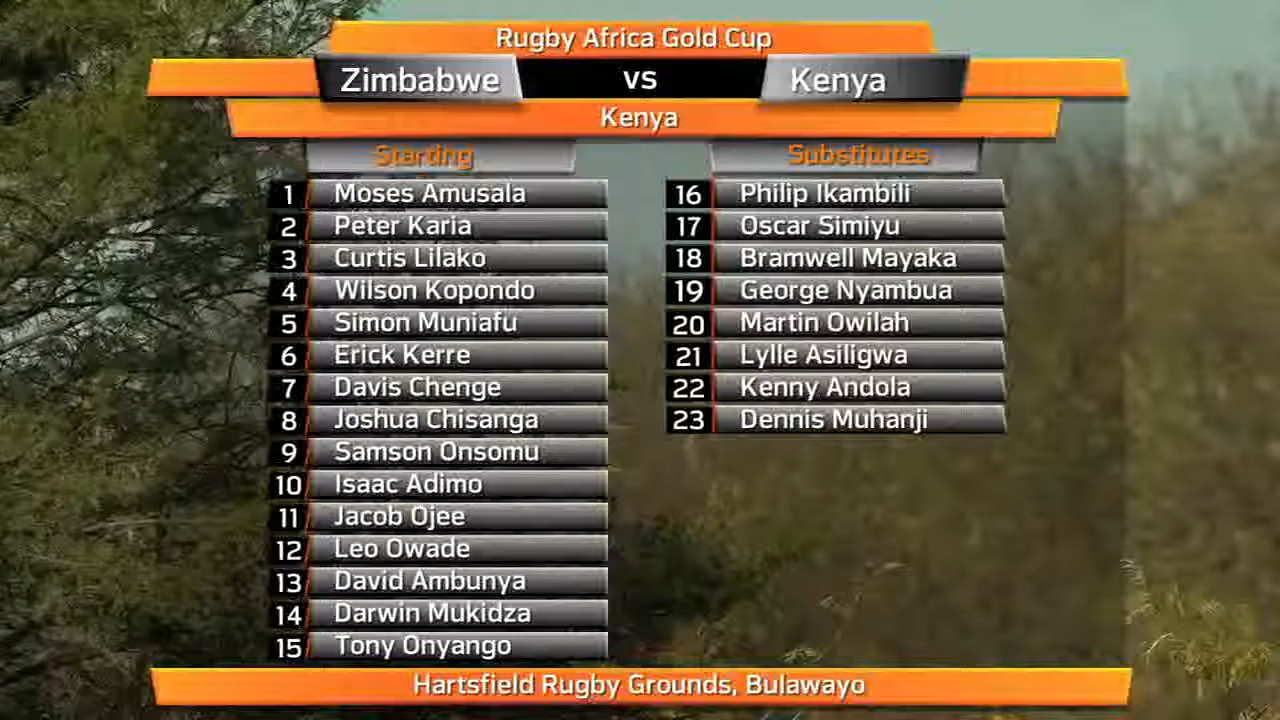 Rugby Africa Gold Cup
Zimbabwe vs Kenya
Kenya
Starting
1 Moses Amusala
2 Peter Karia
3 Curtis Lilako
4 Wilson Kopondo
5 Simon Muniafu
6 Erick Kerre
7 Davis Chenge
8 Joshua Chisanga
9 Samson Onsomu
10 Isaac Adimo
11 Jacob Ojee
12 Leo Owade
13 David Ambunya
14 Darwin Mukidza
15 Tony Onyango
Substitutes
16 Philip Ikambili
17 Oscar Simiyu
18 Bramwell Mayaka
19 George Nyambua
20 Martin Owilah
21 Lylle Asiligwa
22 Kenny Andola
23 Dennis Muhanji
Hartsfield Rugby Grounds, Bulawayo